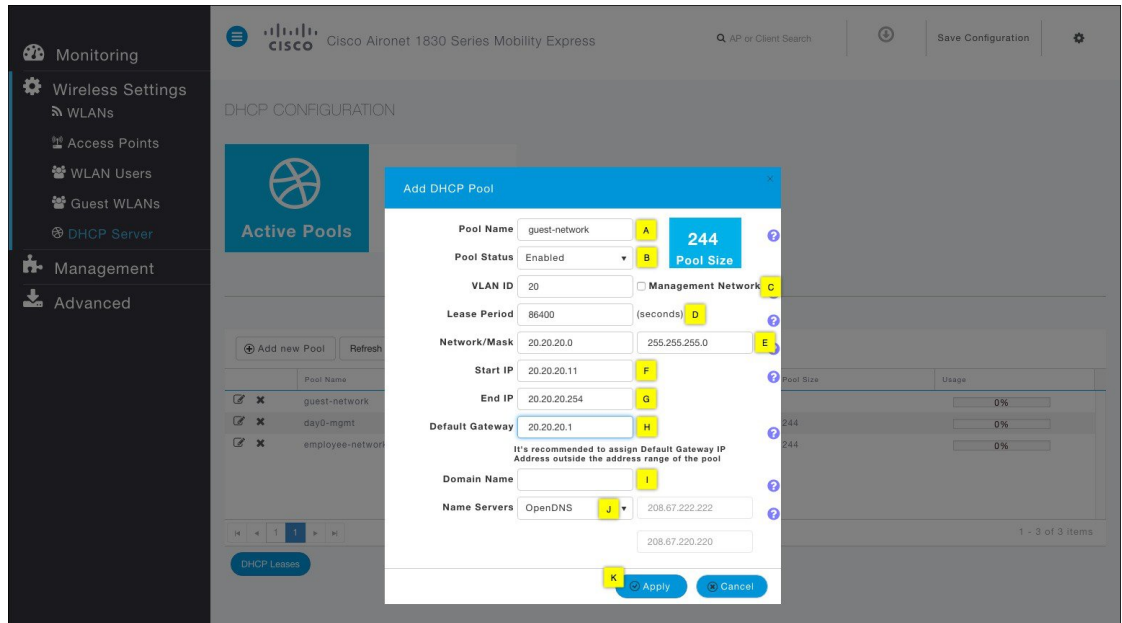 CISCO Cisco Aironet 1830 Series Mobility Express
AP or Client Search
Save Configuration
Monitoring
Wireless Settings
WLANs
Access Points
WLAN Users
Guest WLANs
DHCP Server
Management
Advanced
DHCP CONFIGURATION
Active Pools
Add new Pool Refresh
Pool Name Pool Size Usage
guest-network 0%
day0-mgmt 244 0%
employee-network 244 0%
1 1
1 - 3 of 3 items
DHCP Leases
Add DHCP Pool ×
Pool Name guest-network A
244
Pool Size
Pool Status Enabled B
VLAN ID 20 Management Network C
Lease Period 86400 (seconds) D
Network/Mask 20.20.20.0 255.255.255.0 E
Start IP 20.20.20.11 F
End IP 20.20.20.254 G
Default Gateway 20.20.20.1 H
It's recommended to assign Default Gateway IP
Address outside the address range of the pool
Domain Name I
Name Servers OpenDNS J 208.67.222.222
208.67.220.220
K Apply Cancel